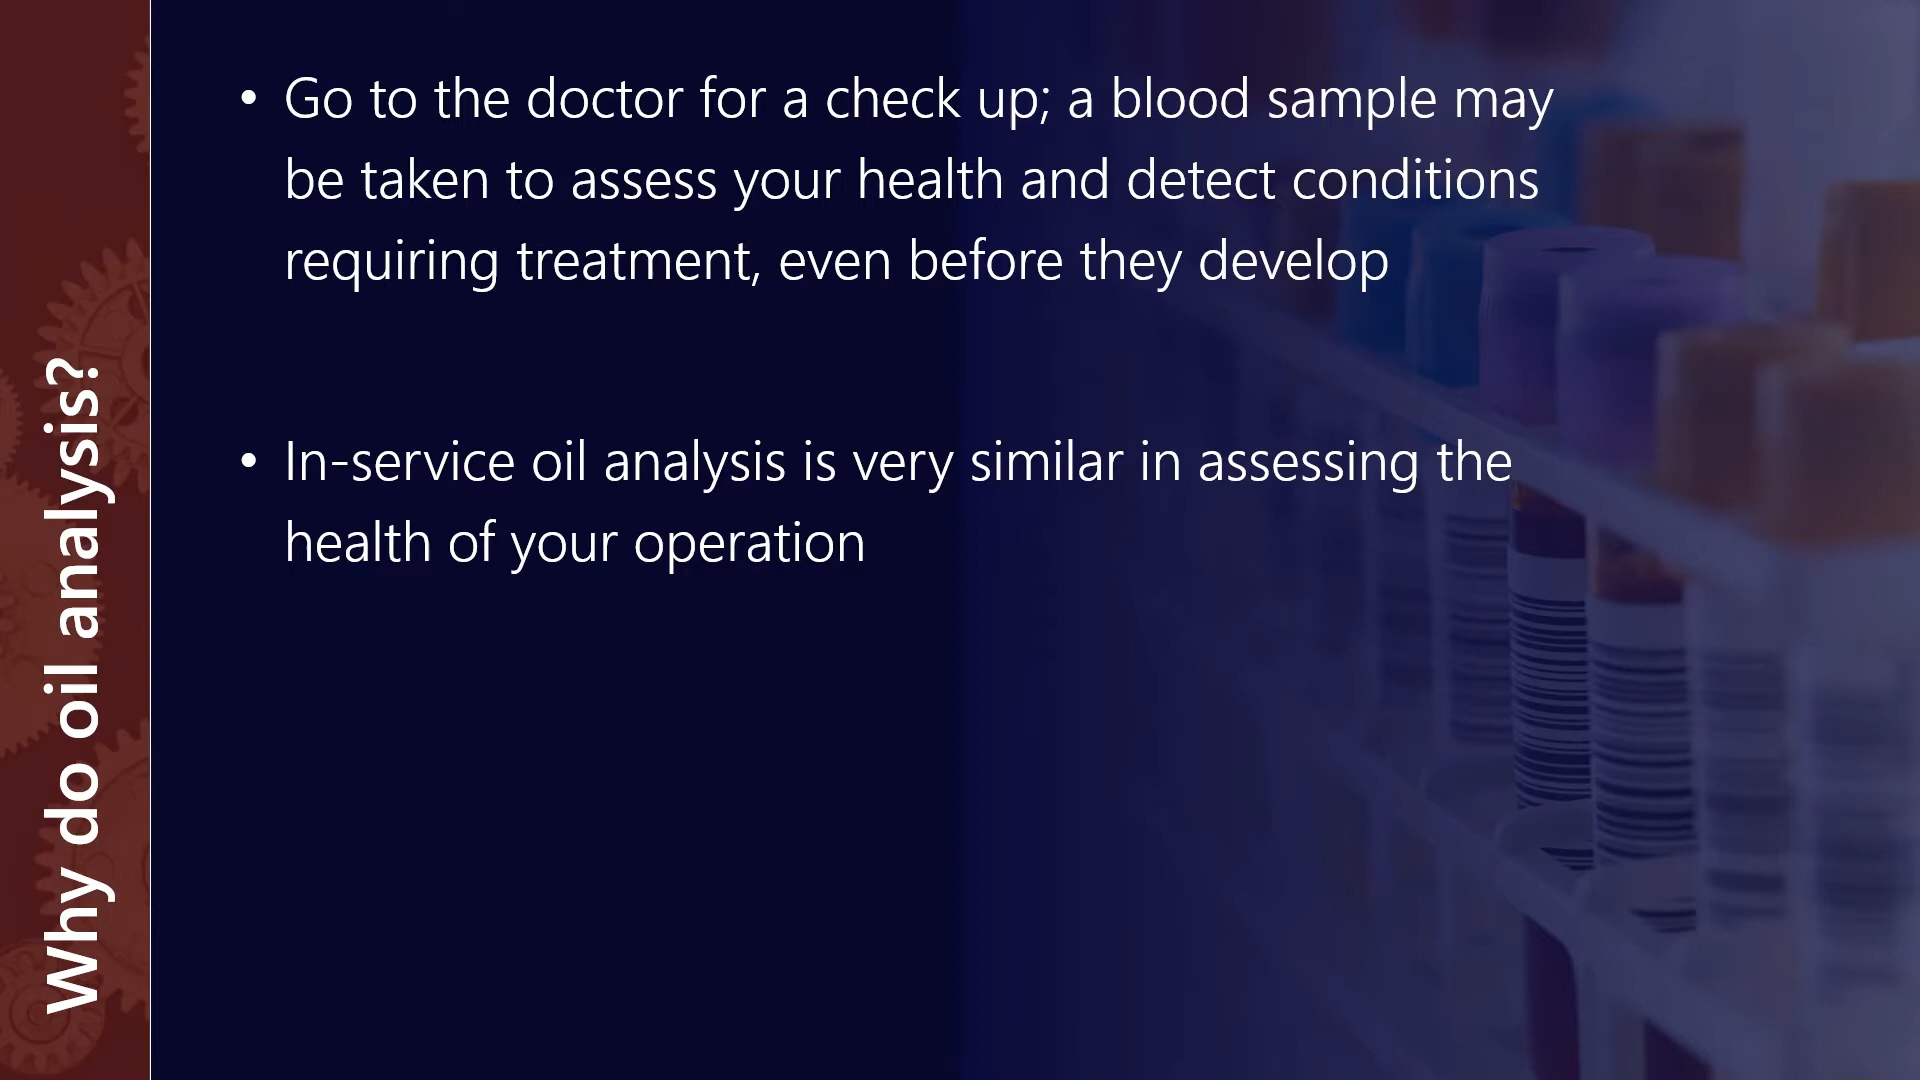 Why do oil analysis?
• Go to the doctor for a check up; a blood sample may
be taken to assess your health and detect conditions
requiring treatment, even before they develop
• In-service oil analysis is very similar in assessing the
health of your operation